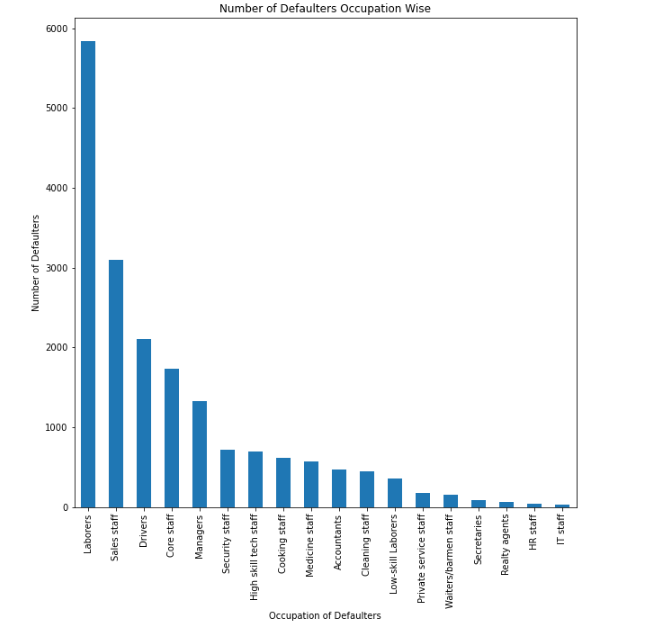 Number of Defaulters Occupation Wise
6000
5000
4000
3000
2000
1000
0
Number of Defaulters
Laborers
Sales staff
Drivers
Core staff
Managers
Security staff
High skill tech staff
Cooking staff
Medicine staff
Accountants
Cleaning staff
Low-skill Laborers
Private service staff
Waiters/barmen staff
Secretaries
Realty agents
HR staff
IT staff
Occupation of Defaulters